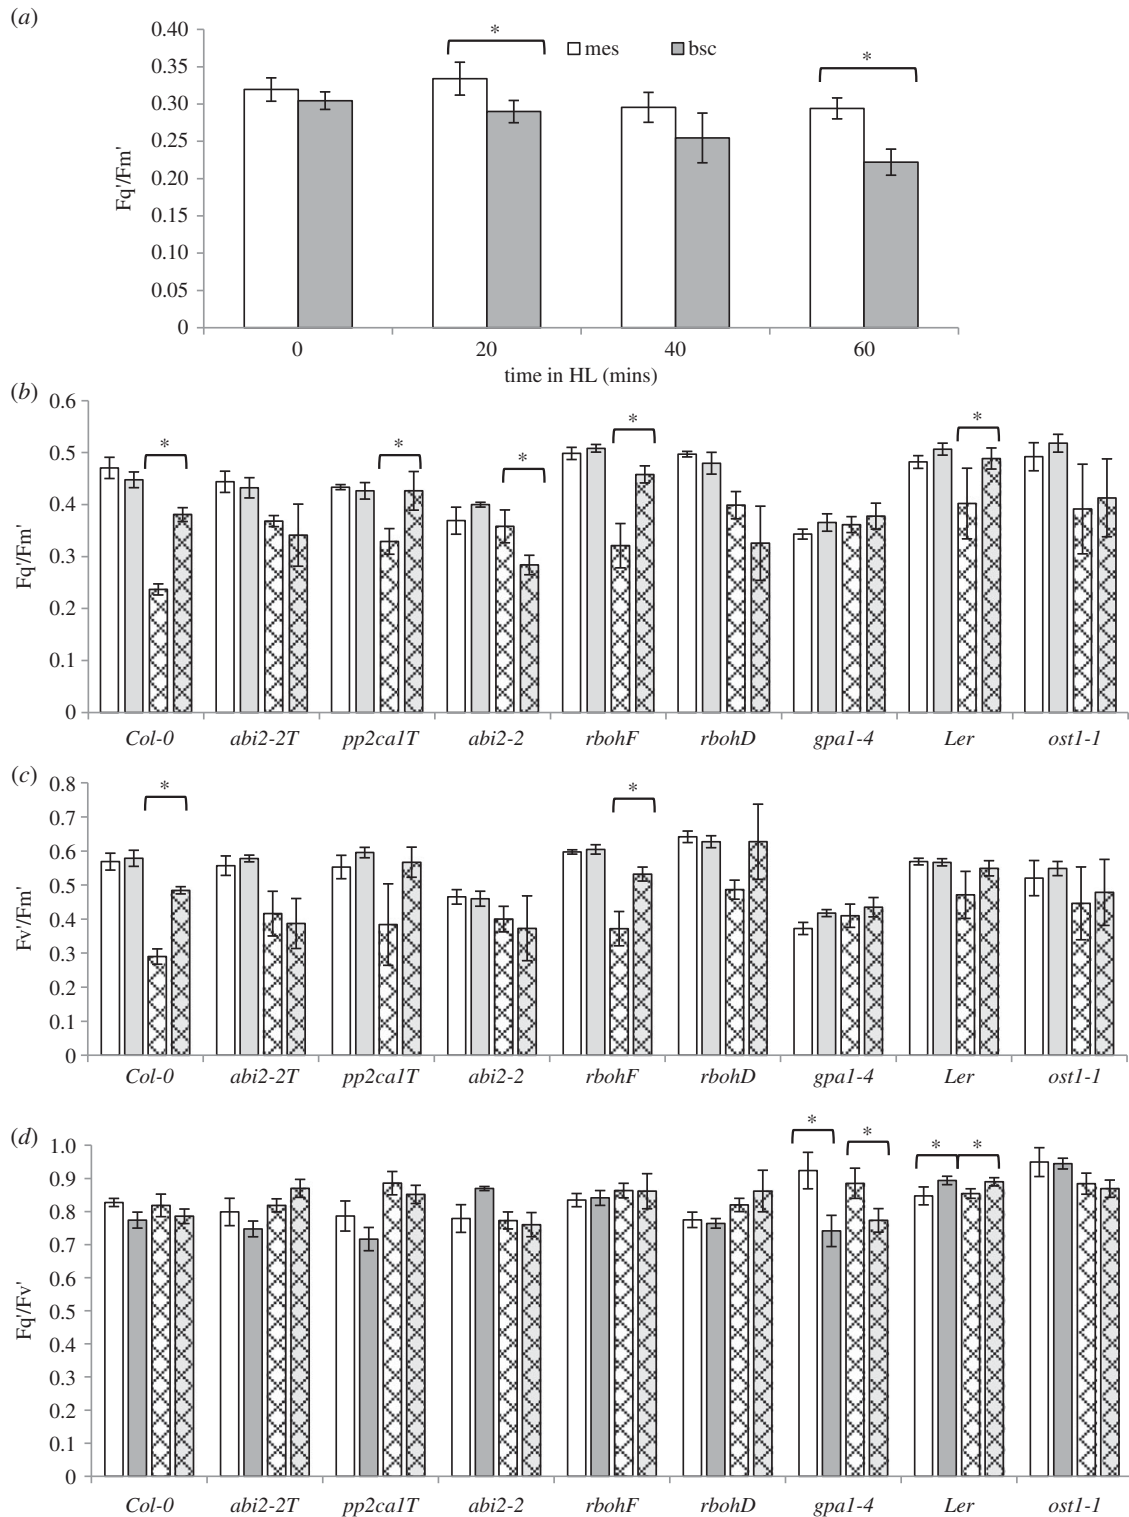 (a)
0.40
0.35
0.30
0.25
0.20
0.15
0.10
0.05
0
Fq'/Fm'
* mes bsc *
0 20 40 60
time in HL (mins)
(b)
0.6
0.5
0.4
0.3
0.2
0.1
0
Fq'/Fm'
* * * * *
Col-0 abi2-2T pp2ca1T abi2-2 rbohF rbohD gpa1-4 Ler ost1-1
(c)
0.8
0.7
0.6
0.5
0.4
0.3
0.2
0.1
0
Fv'/Fm'
* *
Col-0 abi2-2T pp2ca1T abi2-2 rbohF rbohD gpa1-4 Ler ost1-1
(d)
1.0
0.9
0.8
0.7
0.6
0.5
0.4
0.3
0.2
0.1
0
Fq'/Fv'
* * * *
Col-0 abi2-2T pp2ca1T abi2-2 rbohF rbohD gpa1-4 Ler ost1-1